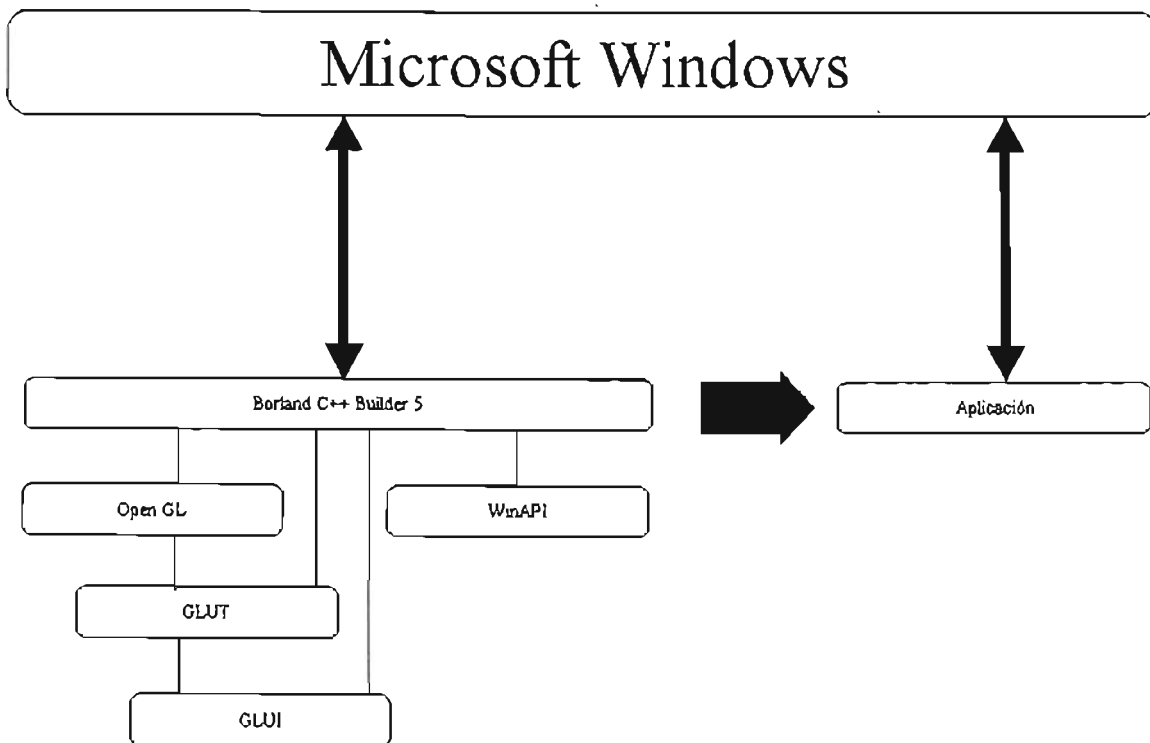 Microsoft Windows
Borland C++ Builder 5
Aplicación
Open GL
WinAPI
GLUT
GLUI